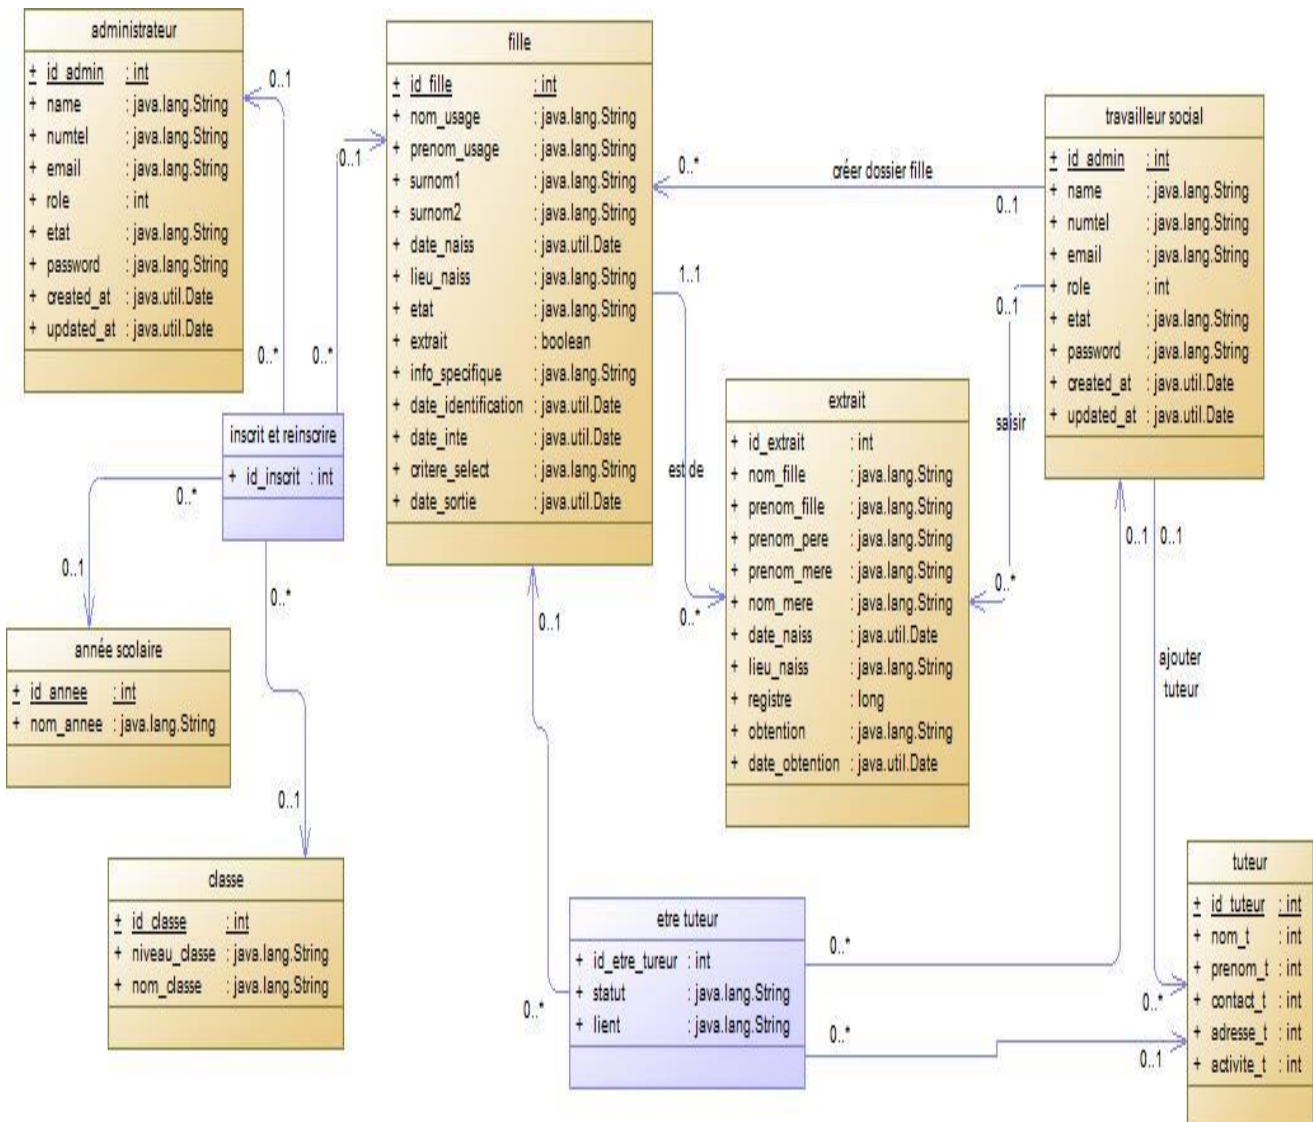 administrateur
+ id_admin : int
+ name : java.lang.String
+ numtel : java.lang.String
+ email : java.lang.String
+ role : int
+ etat : java.lang.String
+ password : java.lang.String
+ created_at : java.util.Date
+ updated_at : java.util.Date
0..1
0..*
fille
+ id_fille : int
+ nom_usage : java.lang.String
+ prenom_usage : java.lang.String
+ surnom1 : java.lang.String
+ surnom2 : java.lang.String
+ date_naiss : java.util.Date
+ lieu_naiss : java.lang.String
+ etat : java.lang.String
+ extrait : boolean
+ info_specifique : java.lang.String
+ date_identification : java.util.Date
+ date_inte : java.util.Date
+ critere_select : java.lang.String
+ date_sortie : java.util.Date
0..1
0..*
0..*
créer dossier fille
0..1
travailleur social
+ id_admin : int
+ name : java.lang.String
+ numtel : java.lang.String
+ email : java.lang.String
+ role : int
+ etat : java.lang.String
+ password : java.lang.String
+ created_at : java.util.Date
+ updated_at : java.util.Date
1..1
est de
0..*
0..1
saisir
0..*
extrait
+ id_extrait : int
+ nom_fille : java.lang.String
+ prenom_fille : java.lang.String
+ prenom_pere : java.lang.String
+ prenom_mere : java.lang.String
+ nom_mere : java.lang.String
+ date_naiss : java.util.Date
+ lieu_naiss : java.lang.String
+ registre : long
+ obtention : java.lang.String
+ date_obtention : java.util.Date
inscrit et reinscrire
+ id_inscrit : int
0..*
0..1
0..*
0..1
année scolaire
+ id_annee : int
+ nom_annee : java.lang.String
classe
+ id_classe : int
+ niveau_classe : java.lang.String
+ nom_classe : java.lang.String
0..1
0..*
etre tuteur
+ id_etre_tureur : int
+ statut : java.lang.String
+ lient : java.lang.String
0..*
0..1
0..*
0..1
0..1
ajouter
tuteur
0..*
tuteur
+ id_tuteur : int
+ nom_t : int
+ prenom_t : int
+ contact_t : int
+ adresse_t : int
+ activite_t : int